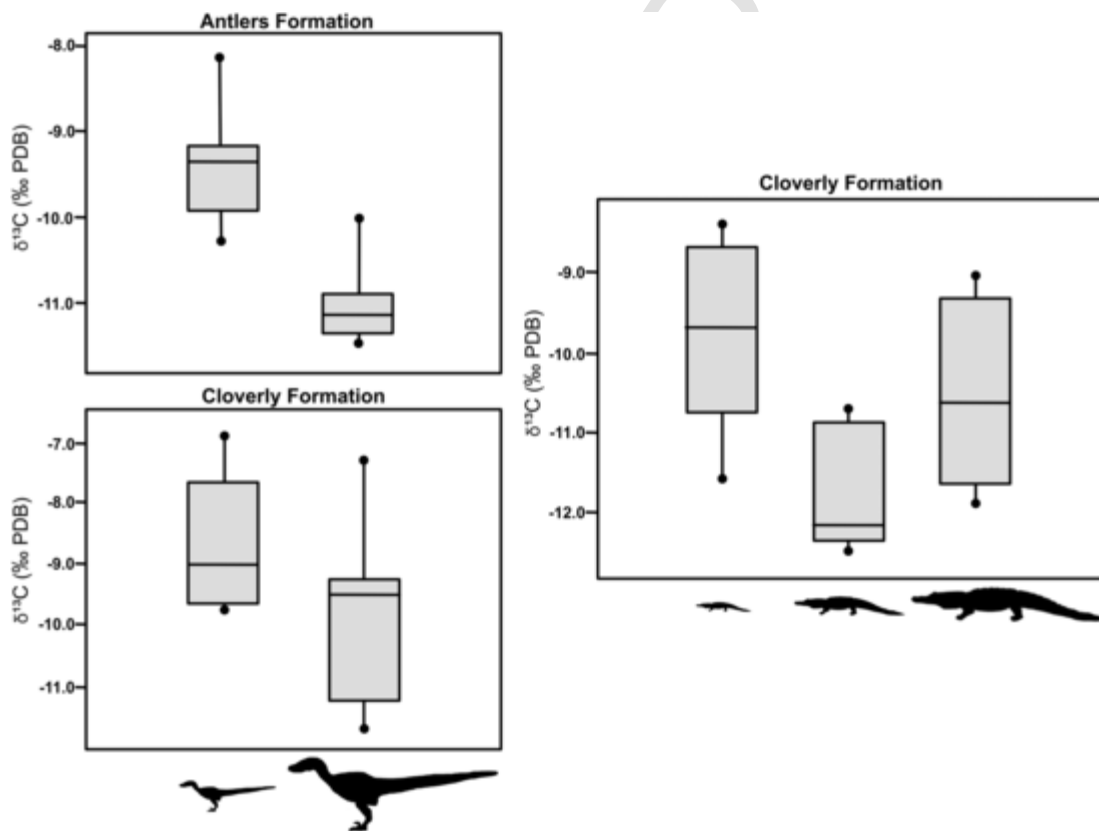 Antlers Formation
-8.0
-9.0
-10.0
-11.0
δ¹³C (‰ PDB)
Cloverly Formation
-7.0
-8.0
-9.0
-10.0
-11.0
δ¹³C (‰ PDB)
Cloverly Formation
-9.0
-10.0
-11.0
-12.0
δ¹³C (‰ PDB)